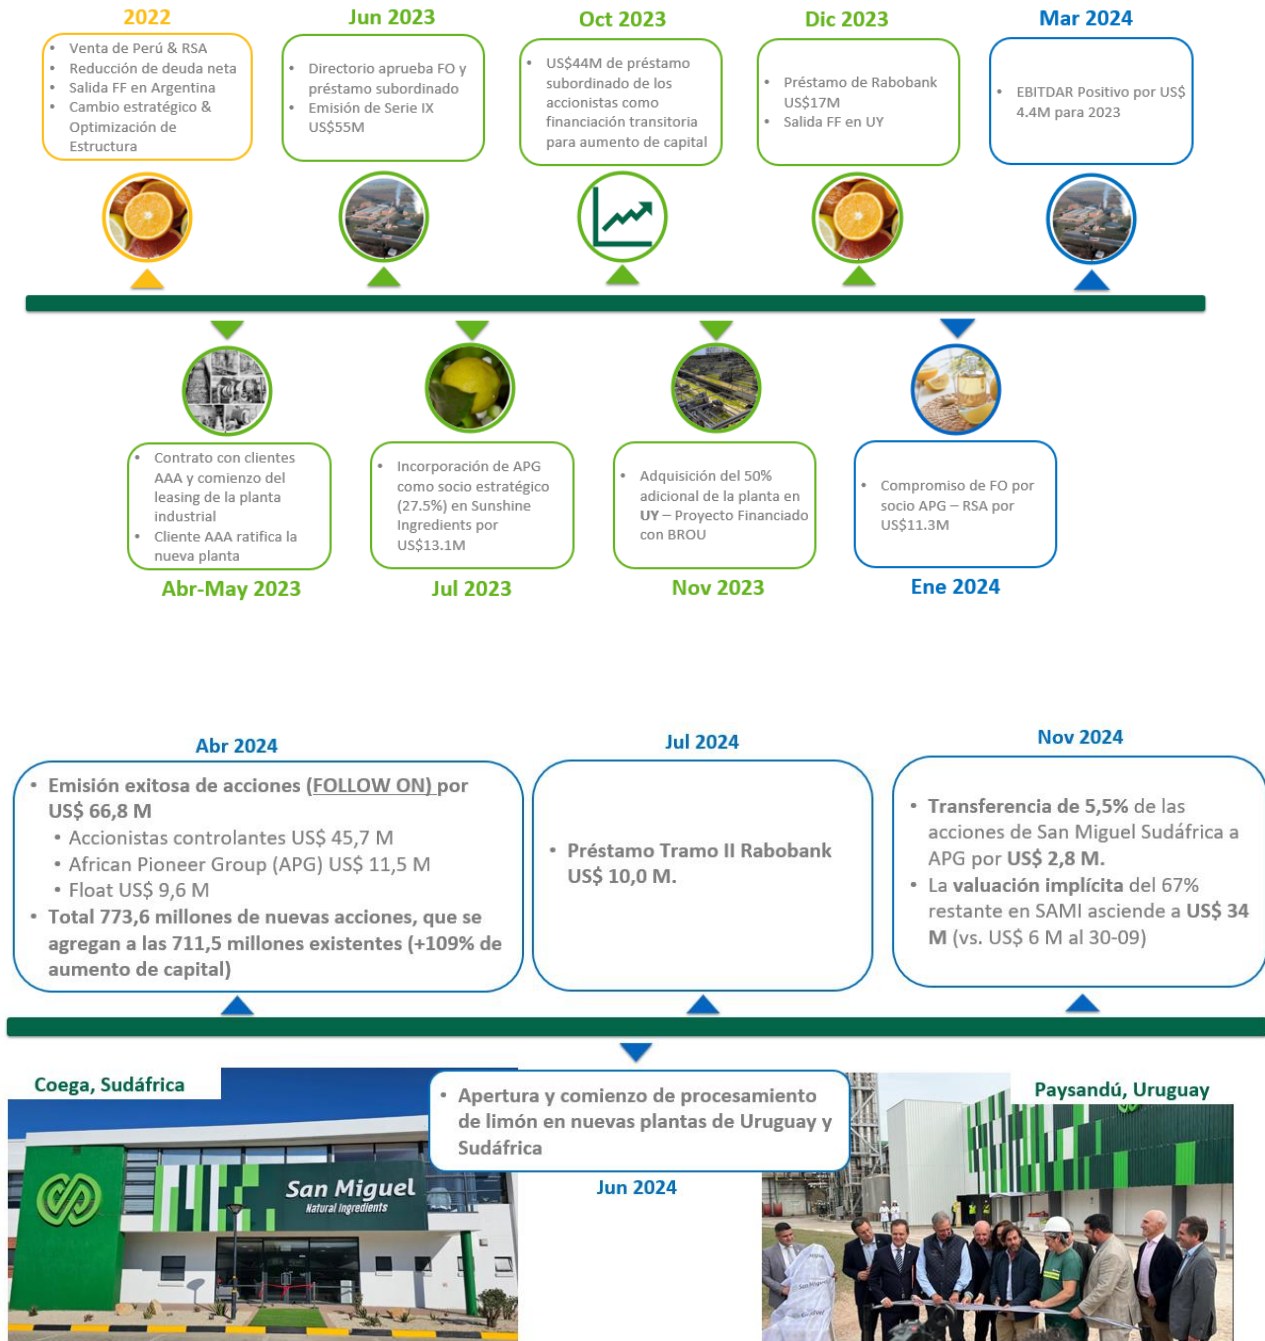 2022
• Venta de Perú & RSA
• Reducción de deuda neta
• Salida FF en Argentina
• Cambio estratégico &
Optimización de
Estructura
Jun 2023
• Directorio aprueba FO y
préstamo subordinado
• Emisión de Serie IX
US$55M
Oct 2023
• US$44M de préstamo
subordinado de los
accionistas como
financiación transitoria
para aumento de capital
Dic 2023
• Préstamo de Rabobank
US$17M
• Salida FF en UY
Mar 2024
• EBITDAR Positivo por US$
4.4M para 2023
• Contrato con clientes
AAA y comienzo del
leasing de la planta
industrial
• Cliente AAA ratifica la
nueva planta
Abr-May 2023
• Incorporación de APG
como socio estratégico
(27.5%) en Sunshine
Ingredients por
US$13.1M
Jul 2023
• Adquisición del 50%
adicional de la planta en
UY – Proyecto Financiado
con BROU
Nov 2023
• Compromiso de FO por
socio APG – RSA por
US$11.3M
Ene 2024
Abr 2024
• Emisión exitosa de acciones (FOLLOW ON) por
US$ 66,8 M
• Accionistas controlantes US$ 45,7 M
• African Pioneer Group (APG) US$ 11,5 M
• Float US$ 9,6 M
• Total 773,6 millones de nuevas acciones, que se
agregan a las 711,5 millones existentes (+109% de
aumento de capital)
Jul 2024
• Préstamo Tramo II Rabobank
US$ 10,0 M.
Nov 2024
• Transferencia de 5,5% de las
acciones de San Miguel Sudáfrica a
APG por US$ 2,8 M.
• La valuación implícita del 67%
restante en SAMI asciende a US$ 34
M (vs. US$ 6 M al 30-09)
Coega, Sudáfrica
San Miguel
Natural Ingredients
• Apertura y comienzo de procesamiento
de limón en nuevas plantas de Uruguay y
Sudáfrica
Jun 2024
Paysandú, Uruguay
San Miguel